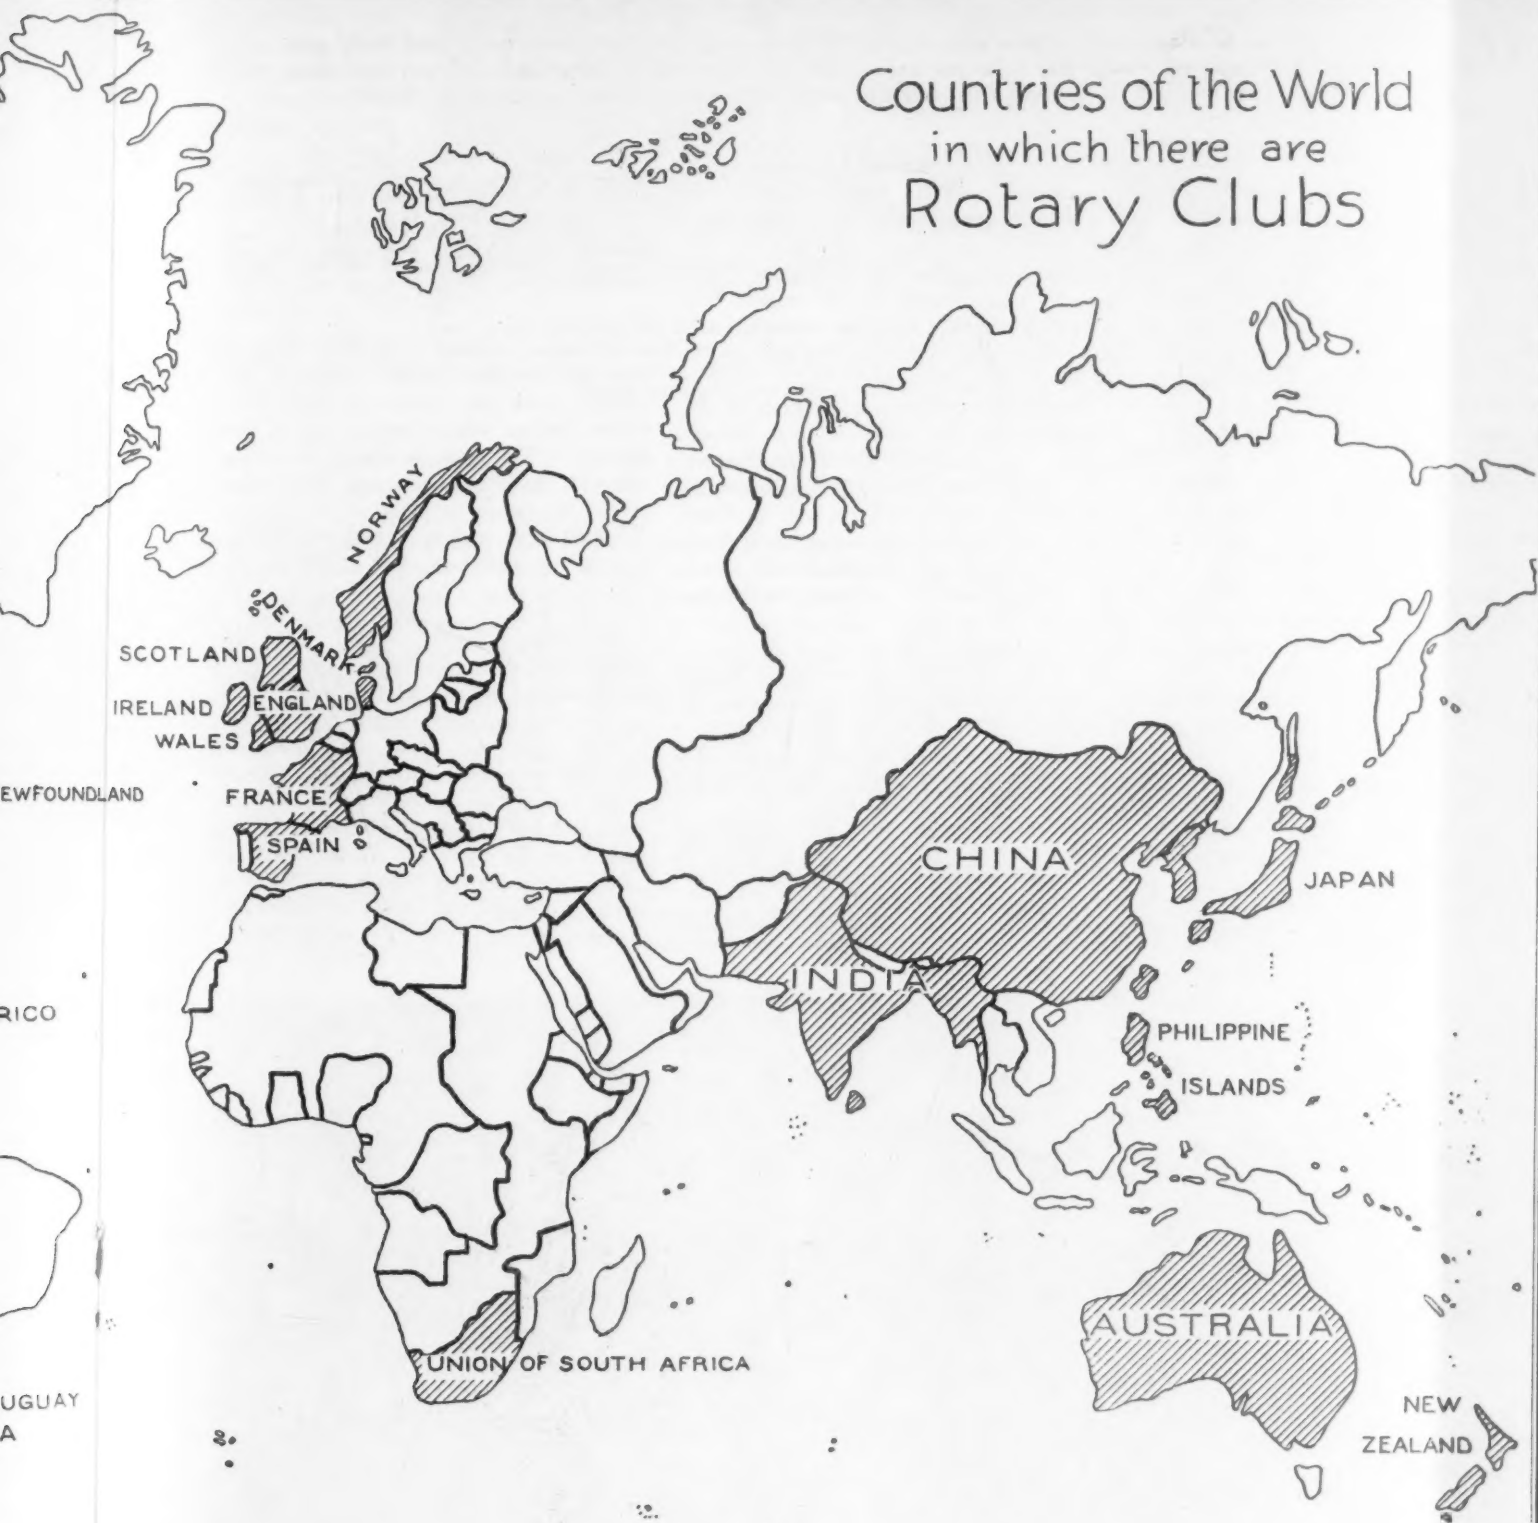 Countries of the World
in which there are
Rotary Clubs
NORWAY
DENMARK
SCOTLAND
IRELAND
ENGLAND
WALES
EWFOUNDLAND
FRANCE
SPAIN
CHINA
JAPAN
INDIA
RICO
PHILIPPINE
ISLANDS
AUSTRALIA
UNION OF SOUTH AFRICA
UGUAY
A
NEW
ZEALAND